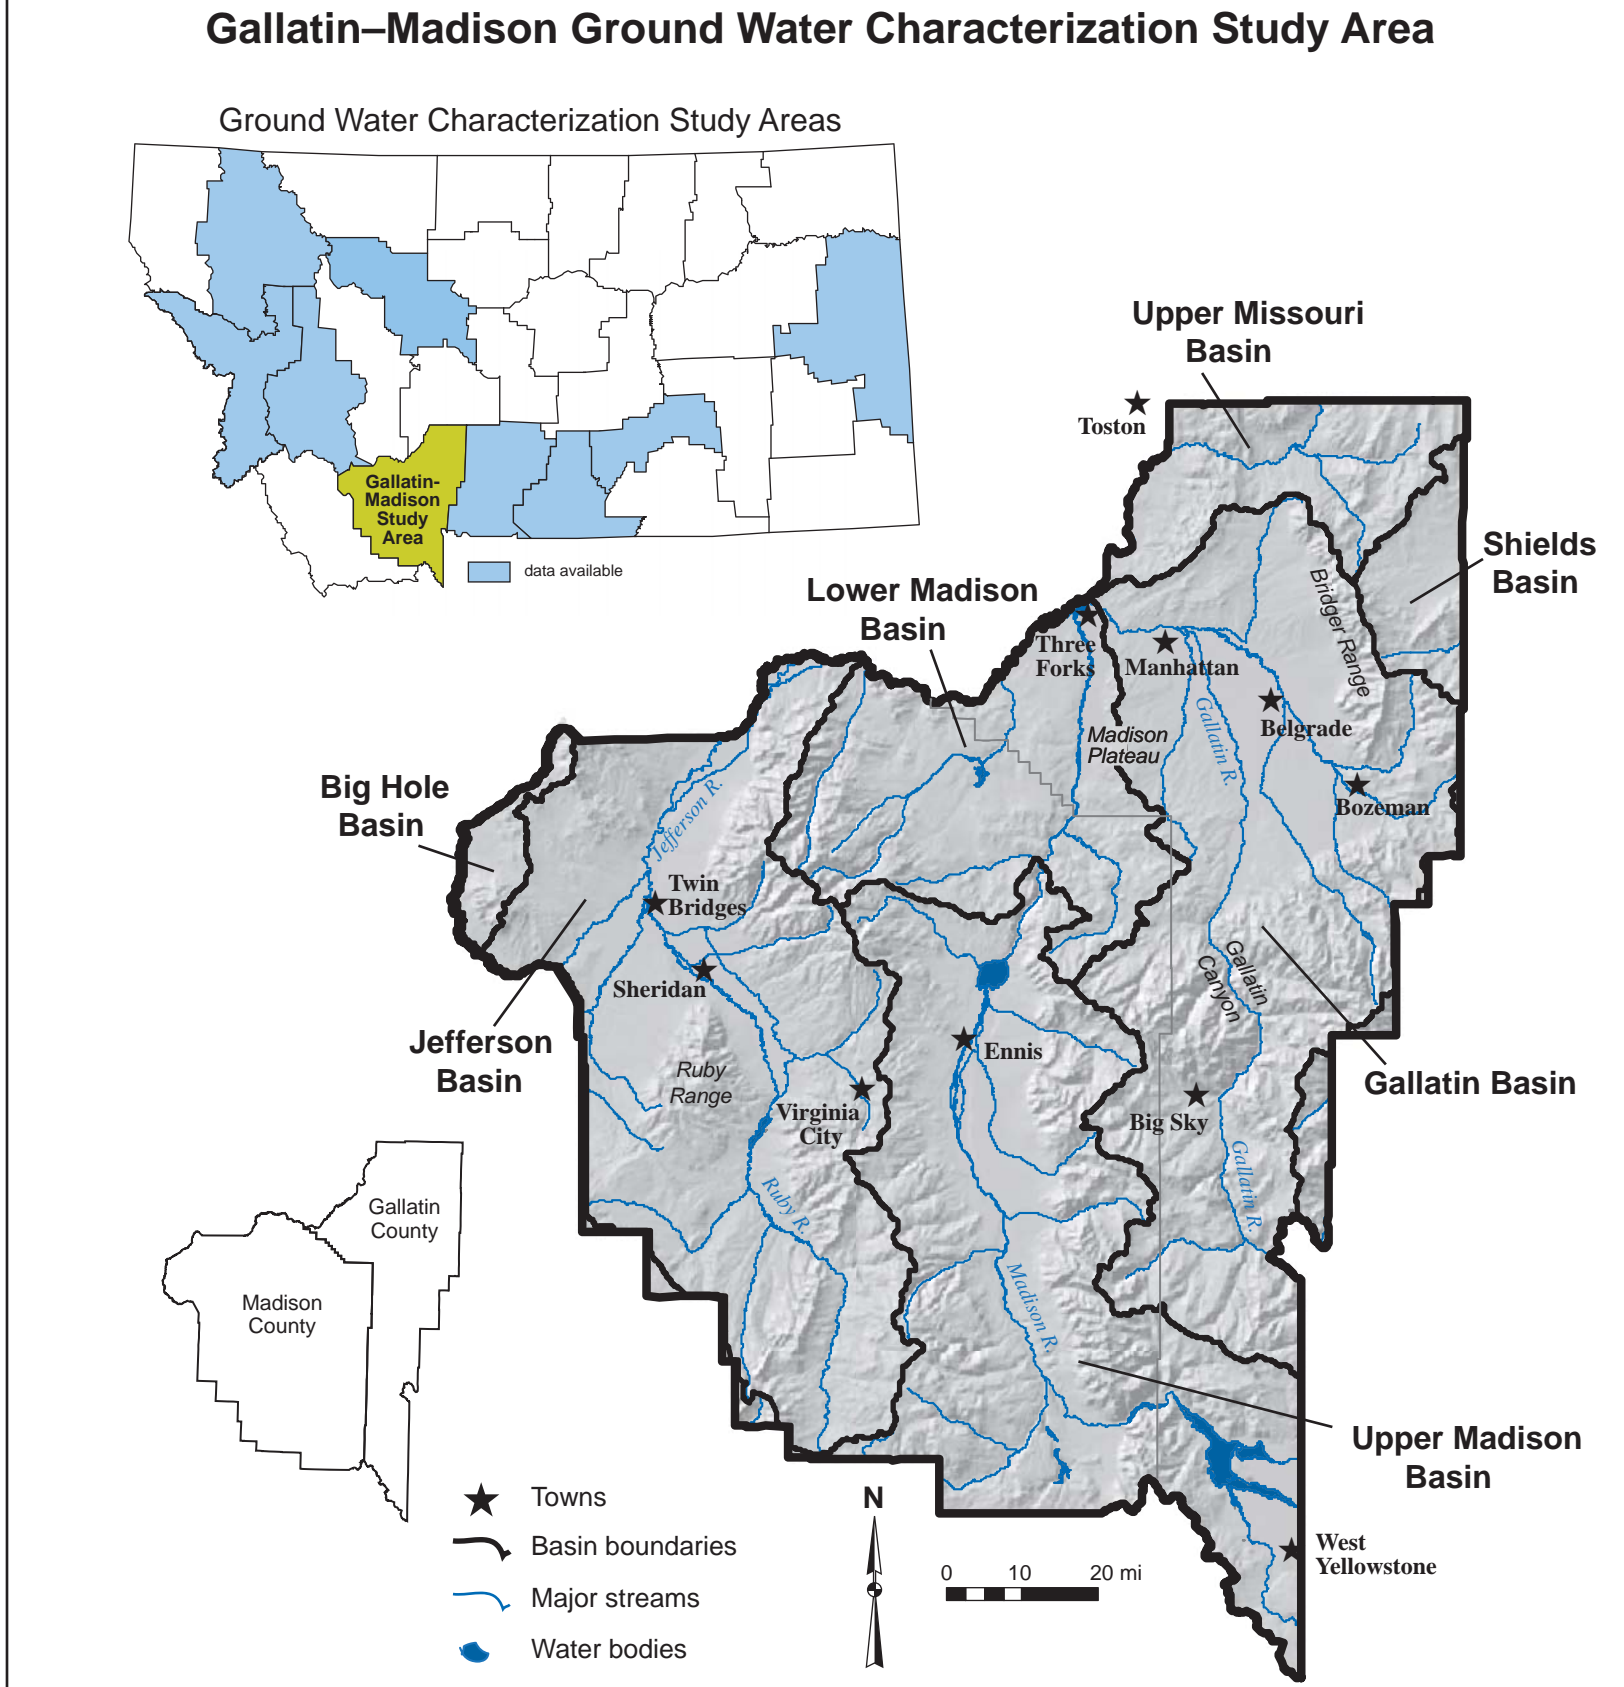 Gallatin–Madison Ground Water Characterization Study Area
Ground Water Characterization Study Areas
Gallatin-
Madison
Study
Area
data available
Upper Missouri
Basin
Toston
Shields
Basin
Bridger Range
Lower Madison
Basin
Three
Forks
Manhattan
Belgrade
Gallatin R.
Madison
Plateau
Bozeman
Big Hole
Basin
Jefferson R.
Twin
Bridges
Sheridan
Gallatin
Canyon
Jefferson
Basin
Ennis
Ruby
Range
Gallatin Basin
Virginia
City
Big Sky
Gallatin R.
Ruby R.
Madison R.
Gallatin
County
Madison
County
Upper Madison
Basin
Towns
Basin boundaries
Major streams
Water bodies
N
0 10 20 mi
West
Yellowstone